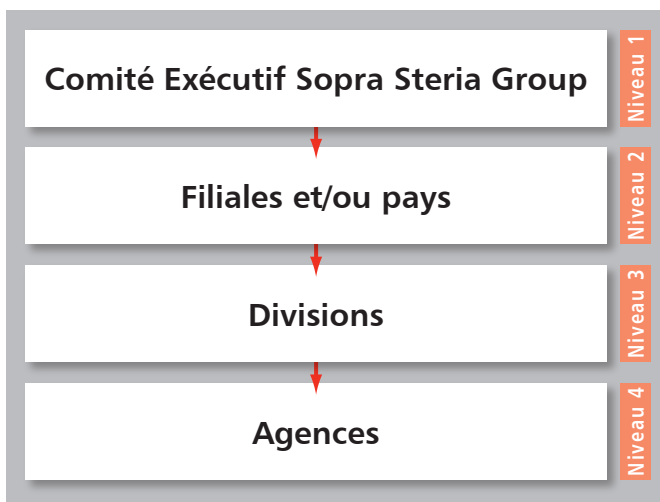 Comité Exécutif Sopra Steria Group
Niveau 1
Filiales et/ou pays
Niveau 2
Divisions
Niveau 3
Agences
Niveau 4